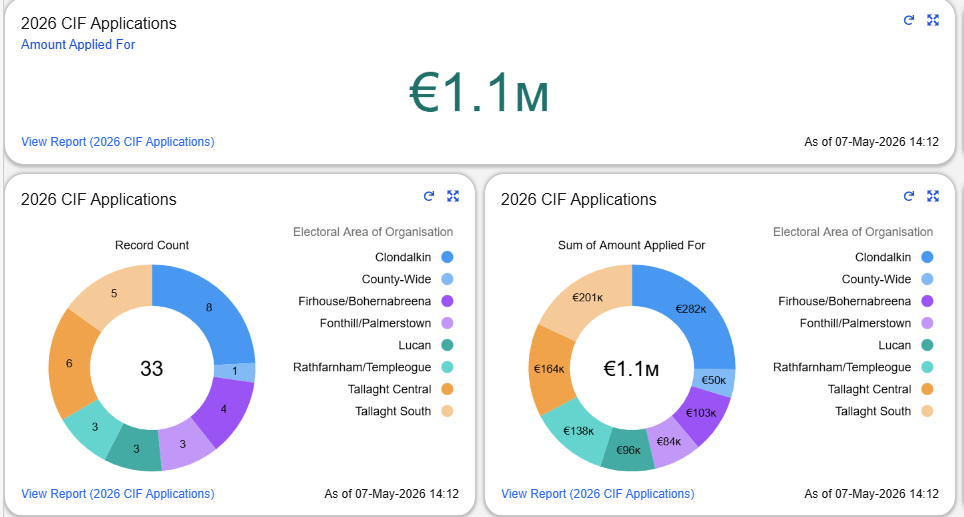 2026 CIF Applications
Amount Applied For
€1.1м
View Report (2026 CIF Applications)
As of 07-May-2026 14:12
2026 CIF Applications
Electoral Area of Organisation
Record Count
Clondalkin
County-Wide
Firhouse/Bohernabreena
Fonthill/Palmerstown
Lucan
Rathfarnham/Templeogue
Tallaght Central
Tallaght South
8
1
4
3
3
3
6
5
33
View Report (2026 CIF Applications)
As of 07-May-2026 14:12
2026 CIF Applications
Electoral Area of Organisation
Sum of Amount Applied For
Clondalkin
County-Wide
Firhouse/Bohernabreena
Fonthill/Palmerstown
Lucan
Rathfarnham/Templeogue
Tallaght Central
Tallaght South
€282к
€50к
€103к
€84к
€96к
€138к
€164к
€201к
€1.1м
View Report (2026 CIF Applications)
As of 07-May-2026 14:12